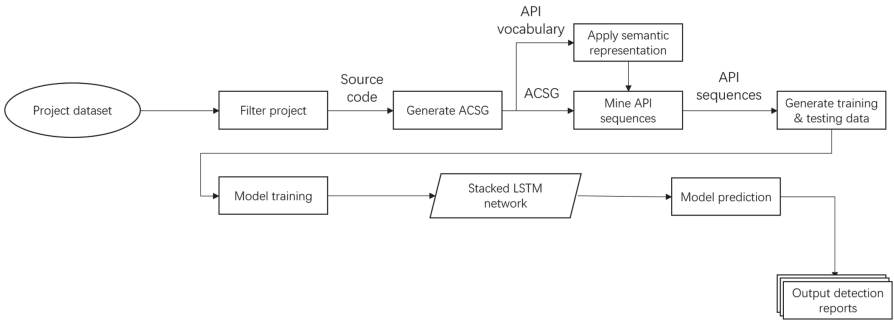 API
vocabulary
Apply semantic
representation
Source
code
ACSG
API
sequences
Project dataset
Filter project
Generate ACSG
Mine API
sequences
Generate training
& testing data
Model training
Stacked LSTM
network
Model prediction
Output detection
reports